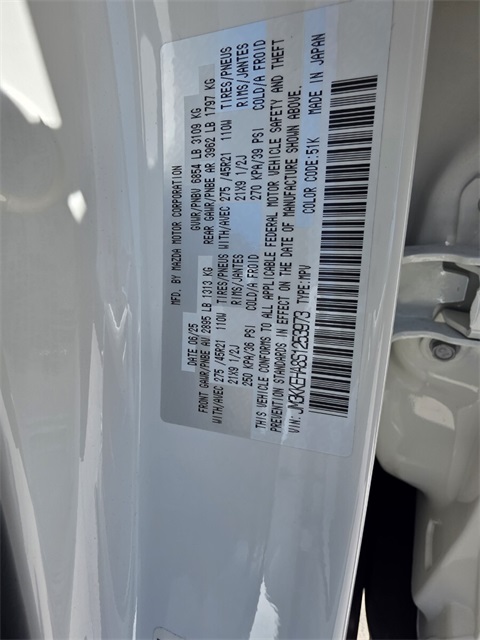 MFD. BY MAZDA MOTOR CORPORATION
DATE 06/25 GVWR/PNBV 6854 LB 3109 KG
FRONT GAWR/PNBE AV 2895 LB 1313 KG REAR GAWR/PNBE AR 3962 LB 1797 KG
WITH/AVEC 275 /45R21 110W TIRES/PNEUS WITH/AVEC 275 /45R21 110W TIRES/PNEUS
21X9 1/2J RIMS/JANTES 21X9 1/2J RIMS/JANTES
250 KPA/36 PSI COLD/A FROID 270 KPA/39 PSI COLD/A FROID
THIS VEHICLE CONFORMS TO ALL APPLICABLE FEDERAL MOTOR VEHICLE SAFETY AND THEFT
PREVENTION STANDARDS IN EFFECT ON THE DATE OF MANUFACTURE SHOWN ABOVE.
VIN: JM3KKEHA8S1253973 TYPE:MPV COLOR CODE:51K MADE IN JAPAN